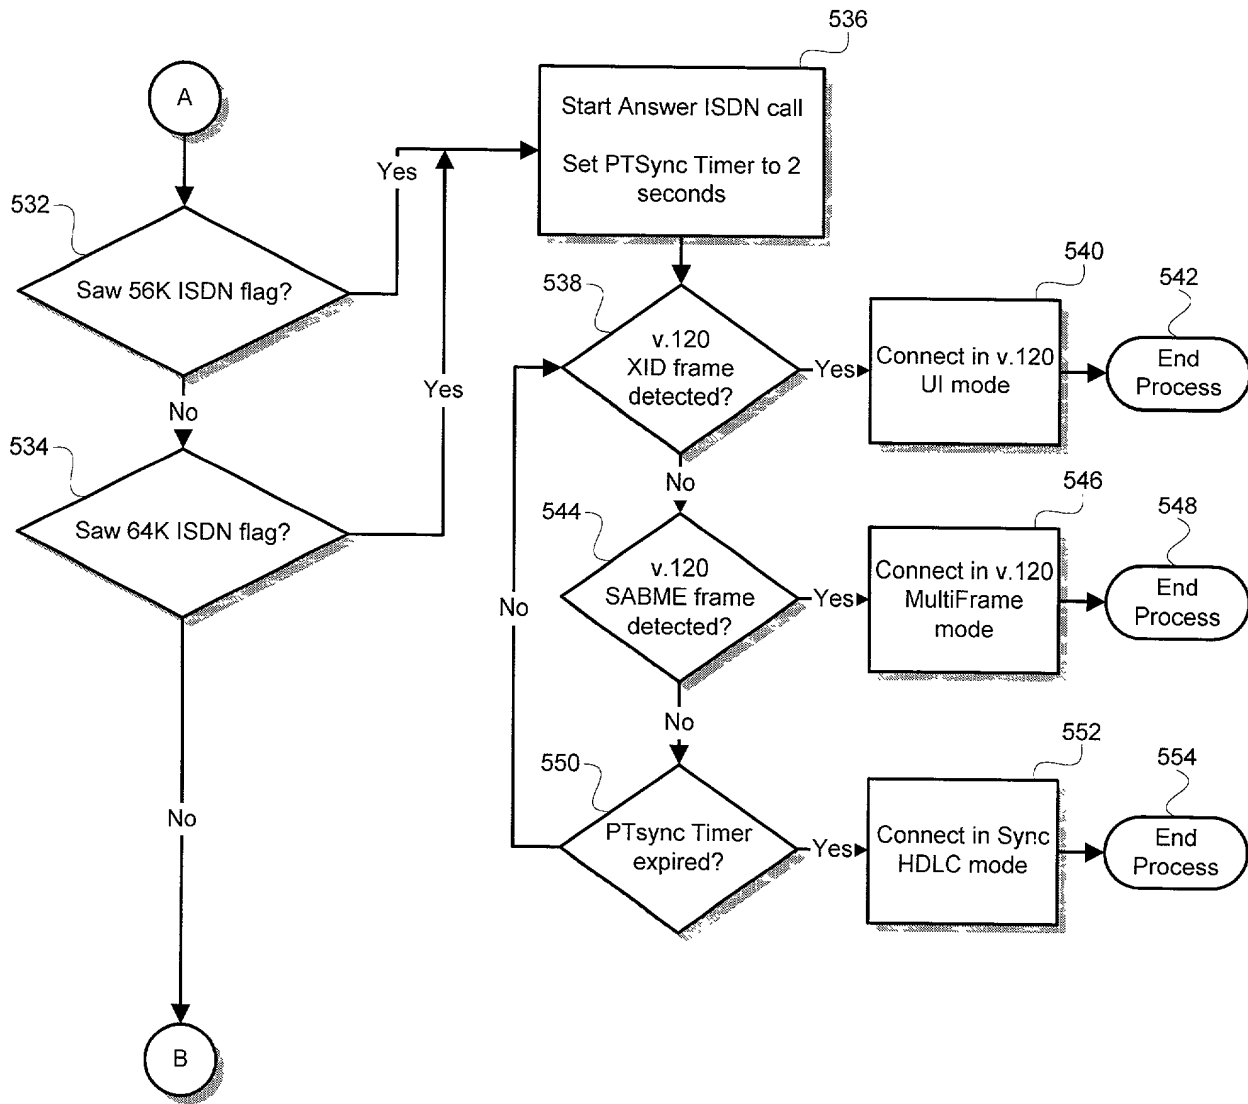 536
A
Start Answer ISDN call
Set PTSync Timer to 2
seconds
Yes
532
Saw 56K ISDN flag?
No
534
Saw 64K ISDN flag?
Yes
No
B
538
v.120
XID frame
detected?
Yes
540
Connect in v.120
UI mode
542
End
Process
No
544
v.120
SABME frame
detected?
Yes
546
Connect in v.120
MultiFrame
mode
548
End
Process
No
No
550
PTsync Timer
expired?
Yes
552
Connect in Sync
HDLC mode
554
End
Process